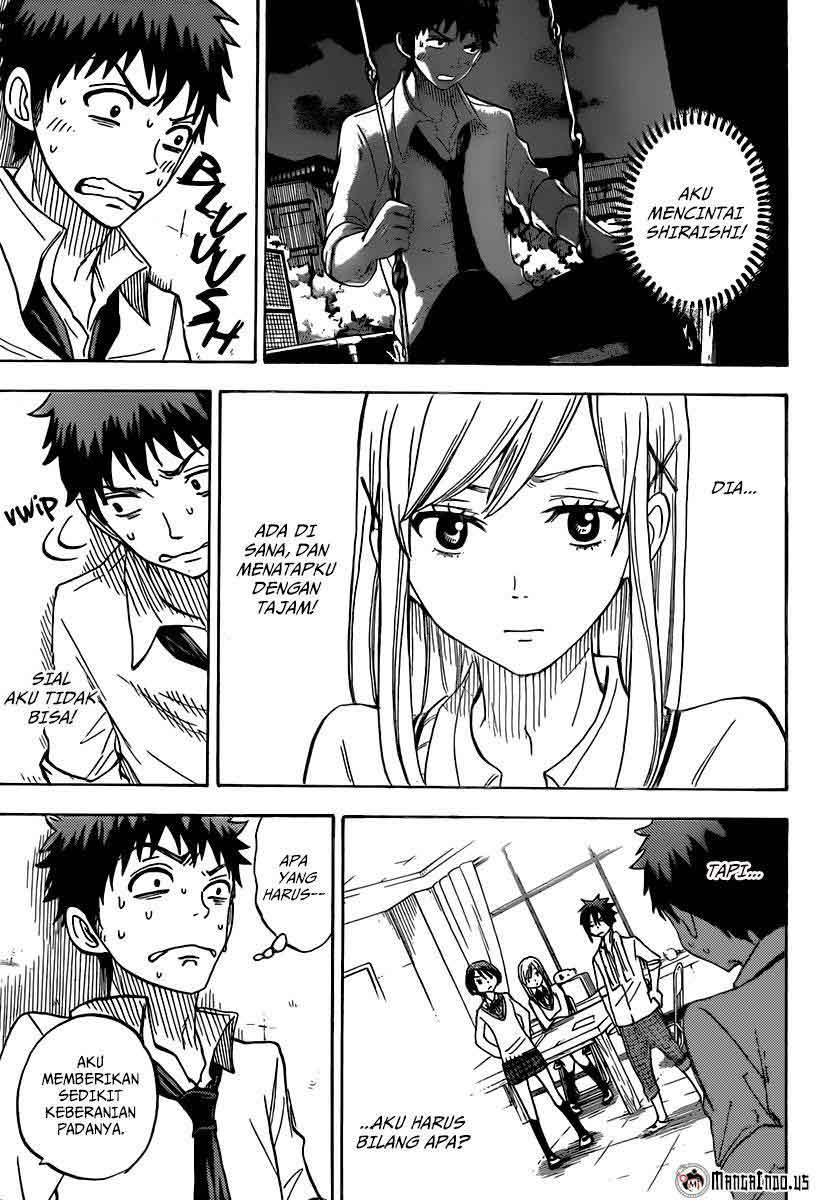 AKU
MENCINTAI
SHIRAISHI!
BLUUUSH
DIA...
ADA DI
SANA, DAN
MENATAPKU
DENGAN
TAJAM!
VWIP
SIAL
AKU TIDAK
BISA!
TAPI...
...AKU HARUS
BILANG APA?
APA
YANG
HARUS--
AKU
MEMBERIKAN
SEDIKIT
KEBERANIAN
PADANYA.
MI
MANGAINDO.US